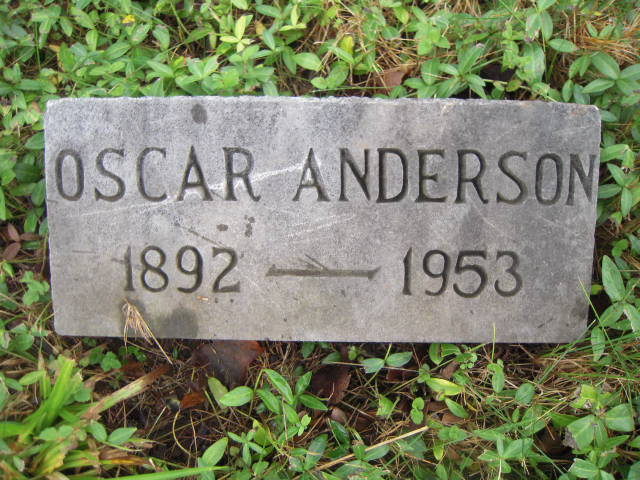 OSCAR ANDERSON
1892 — 1953